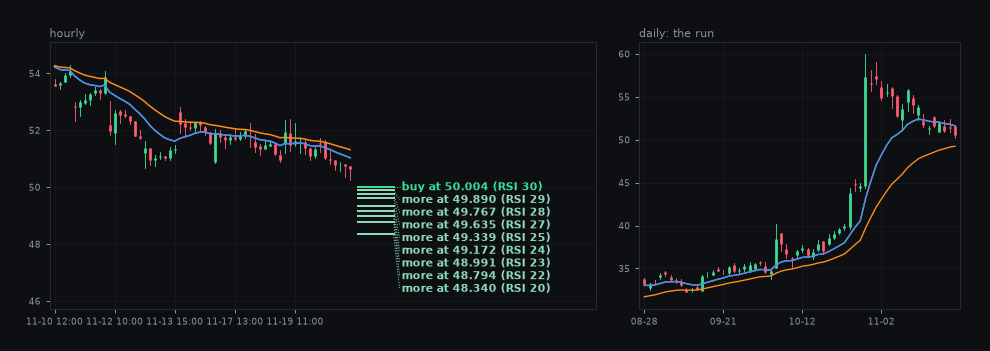 hourly
54
52
50
48
46
11-10 12:00
11-12 10:00
11-13 15:00
11-17 13:00
11-19 11:00
buy at 50.004 (RSI 30)
more at 49.890 (RSI 29)
more at 49.767 (RSI 28)
more at 49.635 (RSI 27)
more at 49.339 (RSI 25)
more at 49.172 (RSI 24)
more at 48.991 (RSI 23)
more at 48.794 (RSI 22)
more at 48.340 (RSI 20)
daily: the run
60
55
50
45
40
35
08-28
09-21
10-12
11-02